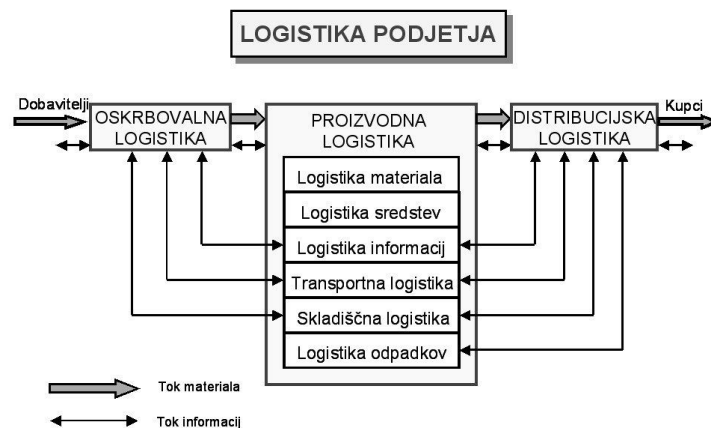 LOGISTIKA PODJETJA
Dobavitelji
OSKRBOVALNA
LOGISTIKA
PROIZVODNA
LOGISTIKA
DISTRIBUCIJSKA
LOGISTIKA
Kupci
Logistika materiala
Logistika sredstev
Logistika informacij
Transportna logistika
Skladiščna logistika
Logistika odpadkov
Tok materiala
Tok informacij